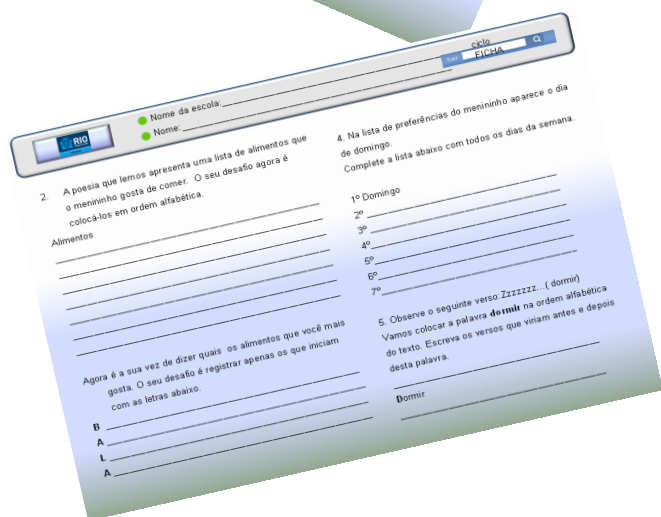 ciclo
Ser FICHA
RIO
Nome da escola:
Nome:
2. A poesia que lemos apresenta uma lista de alimentos que
o menininho gosta de comer. O seu desafio agora é
colocá-los em ordem alfabética.
Alimentos
Agora é a sua vez de dizer quais os alimentos que você mais
gosta. O seu desafio é registrar apenas os que iniciam
com as letras abaixo.
B
A
L
A
4. Na lista de preferências do menininho aparece o dia
de domingo.
Complete a lista abaixo com todos os dias da semana.
1º Domingo
2º
3º
4º
5º
6º
7º
5. Observe o seguinte verso:Zzzzzzz...( dormir)
Vamos colocar a palavra dormir na ordem alfabética
do texto. Escreva os versos que viriam antes e depois
desta palavra.
Dormir